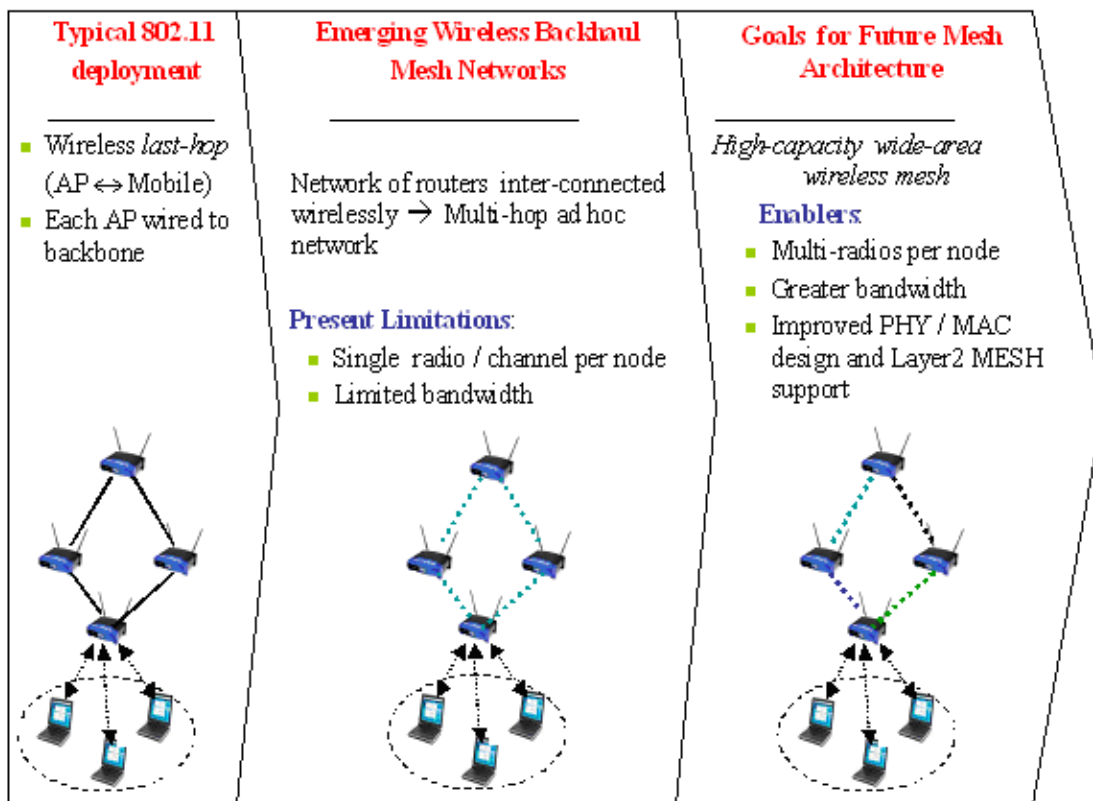 Typical 802.11
deployment
■ Wireless last-hop
(AP ↔ Mobile)
■ Each AP wired to
backbone
Emerging Wireless Backhaul
Mesh Networks
Network of routers inter-connected
wirelessly → Multi-hop ad hoc
network
Present Limitations:
■ Single radio / channel per node
■ Limited bandwidth
Goals for Future Mesh
Architecture
High-capacity wide-area
wireless mesh
Enablers:
■ Multi-radios per node
■ Greater bandwidth
■ Improved PHY / MAC
design and Layer2 MESH
support